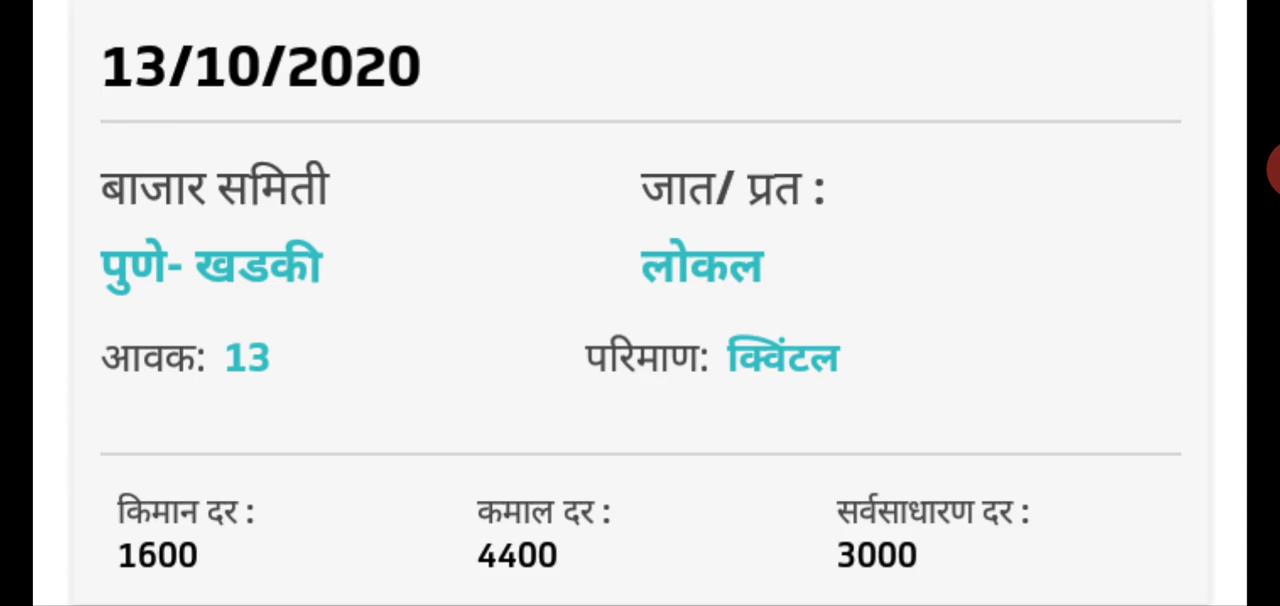 13/10/2020
बाजार समिती जात/ प्रत :
पुणे- खडकी लोकल
आवक: 13 परिमाण: क्विंटल
किमान दर : कमाल दर : सर्वसाधारण दर :
1600 4400 3000